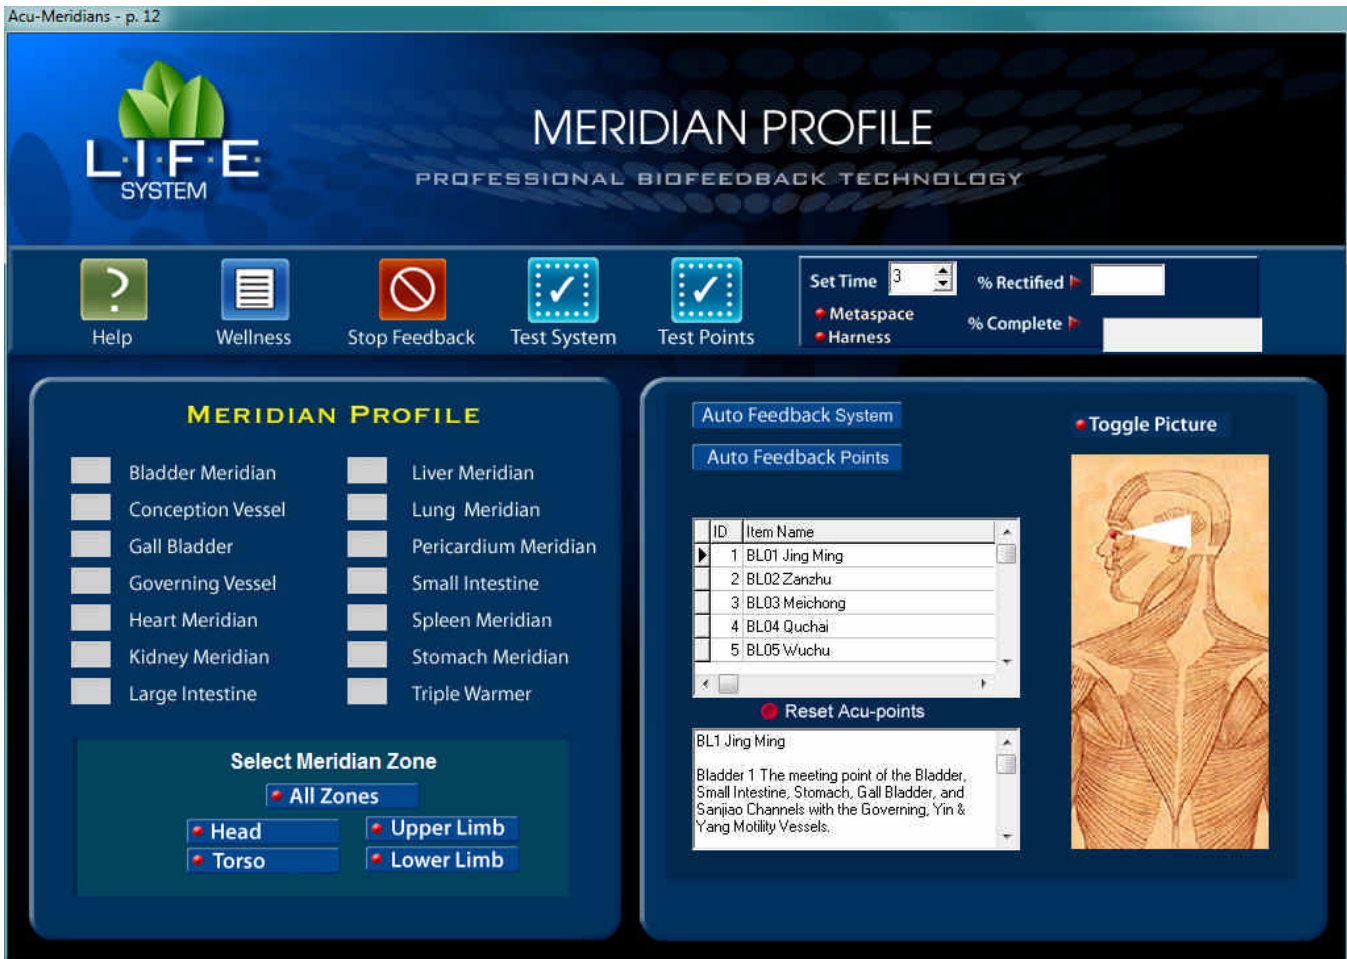 Acu-Meridians - p. 12
L·I·F·E·
SYSTEM
MERIDIAN PROFILE
PROFESSIONAL BIOFEEDBACK TECHNOLOGY
?
Help
Wellness
Stop Feedback
Test System
Test Points
Set Time 3
% Rectified
Metaspace
Harness
% Complete
MERIDIAN PROFILE
Bladder Meridian
Conception Vessel
Gall Bladder
Governing Vessel
Heart Meridian
Kidney Meridian
Large Intestine
Liver Meridian
Lung Meridian
Pericardium Meridian
Small Intestine
Spleen Meridian
Stomach Meridian
Triple Warmer
Select Meridian Zone
All Zones
Head
Upper Limb
Torso
Lower Limb
Auto Feedback System
Auto Feedback Points
Toggle Picture
ID Item Name
1 BL01 Jing Ming
2 BL02 Zanzhu
3 BL03 Meichong
4 BL04 Quchai
5 BL05 Wuchu
Reset Acu-points
BL1 Jing Ming
Bladder 1 The meeting point of the Bladder,
Small Intestine, Stomach, Gall Bladder, and
Sanjiao Channels with the Governing, Yin &
Yang Motility Vessels.